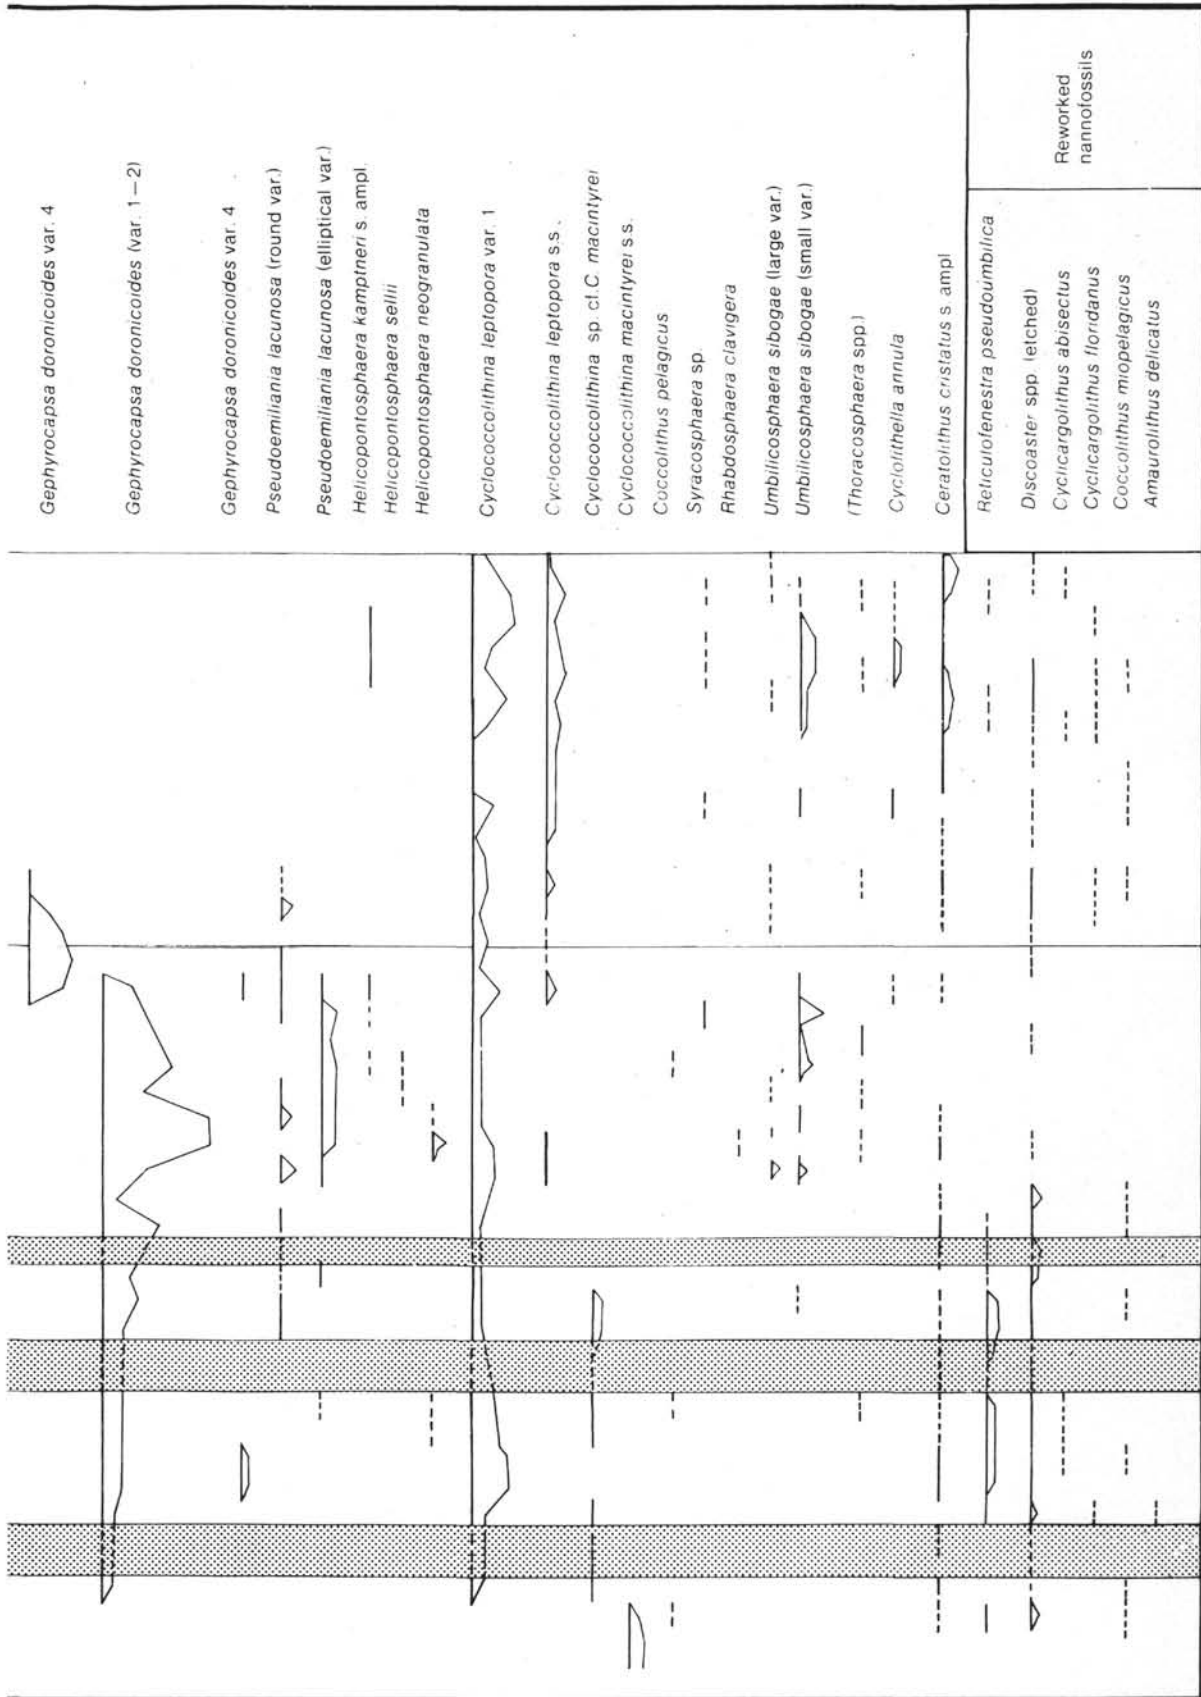 Gephyrocapsa doronicoides var. 4
Gephyrocapsa doronicoides (var. 1–2)
Gephyrocapsa doronicoides var. 4
Pseudoemiliania lacunosa (round var.)
Pseudoemiliania lacunosa (elliptical var.)
Helicopontosphaera kamptneri s. ampl.
Helicopontosphaera sellii
Helicopontosphaera neogranulata
Cyclococcolithina leptopora var. 1
Cyclococcolithina leptopora s.s.
Cyclococcolithina sp. cf. C. macintyrei
Cyclococcolithina macintyrei s.s.
Coccolithus pelagicus
Syracosphaera sp.
Rhabdosphaera clavigera
Umbilicosphaera sibogae (large var.)
Umbilicosphaera sibogae (small var.)
(Thoracosphaera spp.)
Cyclolithella annula
Ceratolithus cristatus s. ampl
Reticulofenestra pseudoumbilica
Discoaster spp. (etched)
Cyclicargolithus abisectus
Cyclicargolithus floridanus
Coccolithus miopelagicus
Amaurolithus delicatus
Reworked
nannofossils